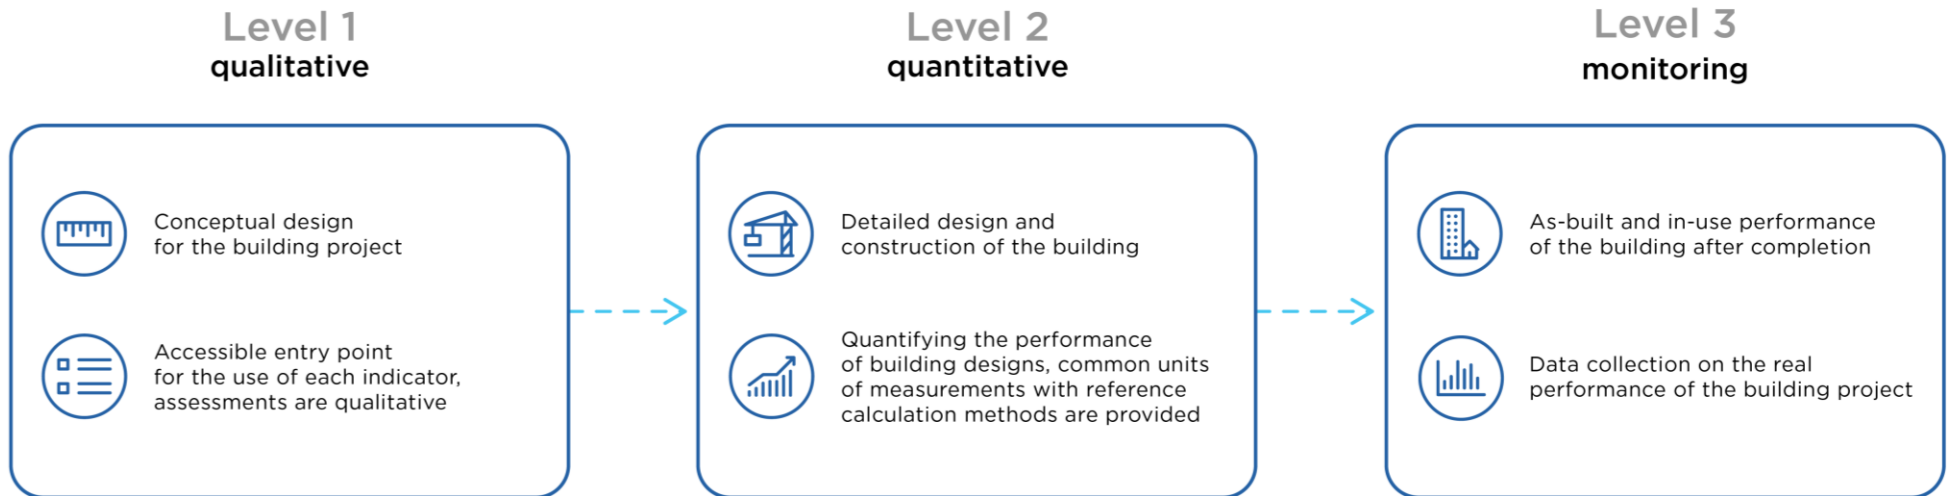 Level 1
qualitative
Conceptual design
for the building project
Accessible entry point
for the use of each indicator,
assessments are qualitative
Level 2
quantitative
Detailed design and
construction of the building
Quantifying the performance
of building designs, common units
of measurements with reference
calculation methods are provided
Level 3
monitoring
As-built and in-use performance
of the building after completion
Data collection on the real
performance of the building project